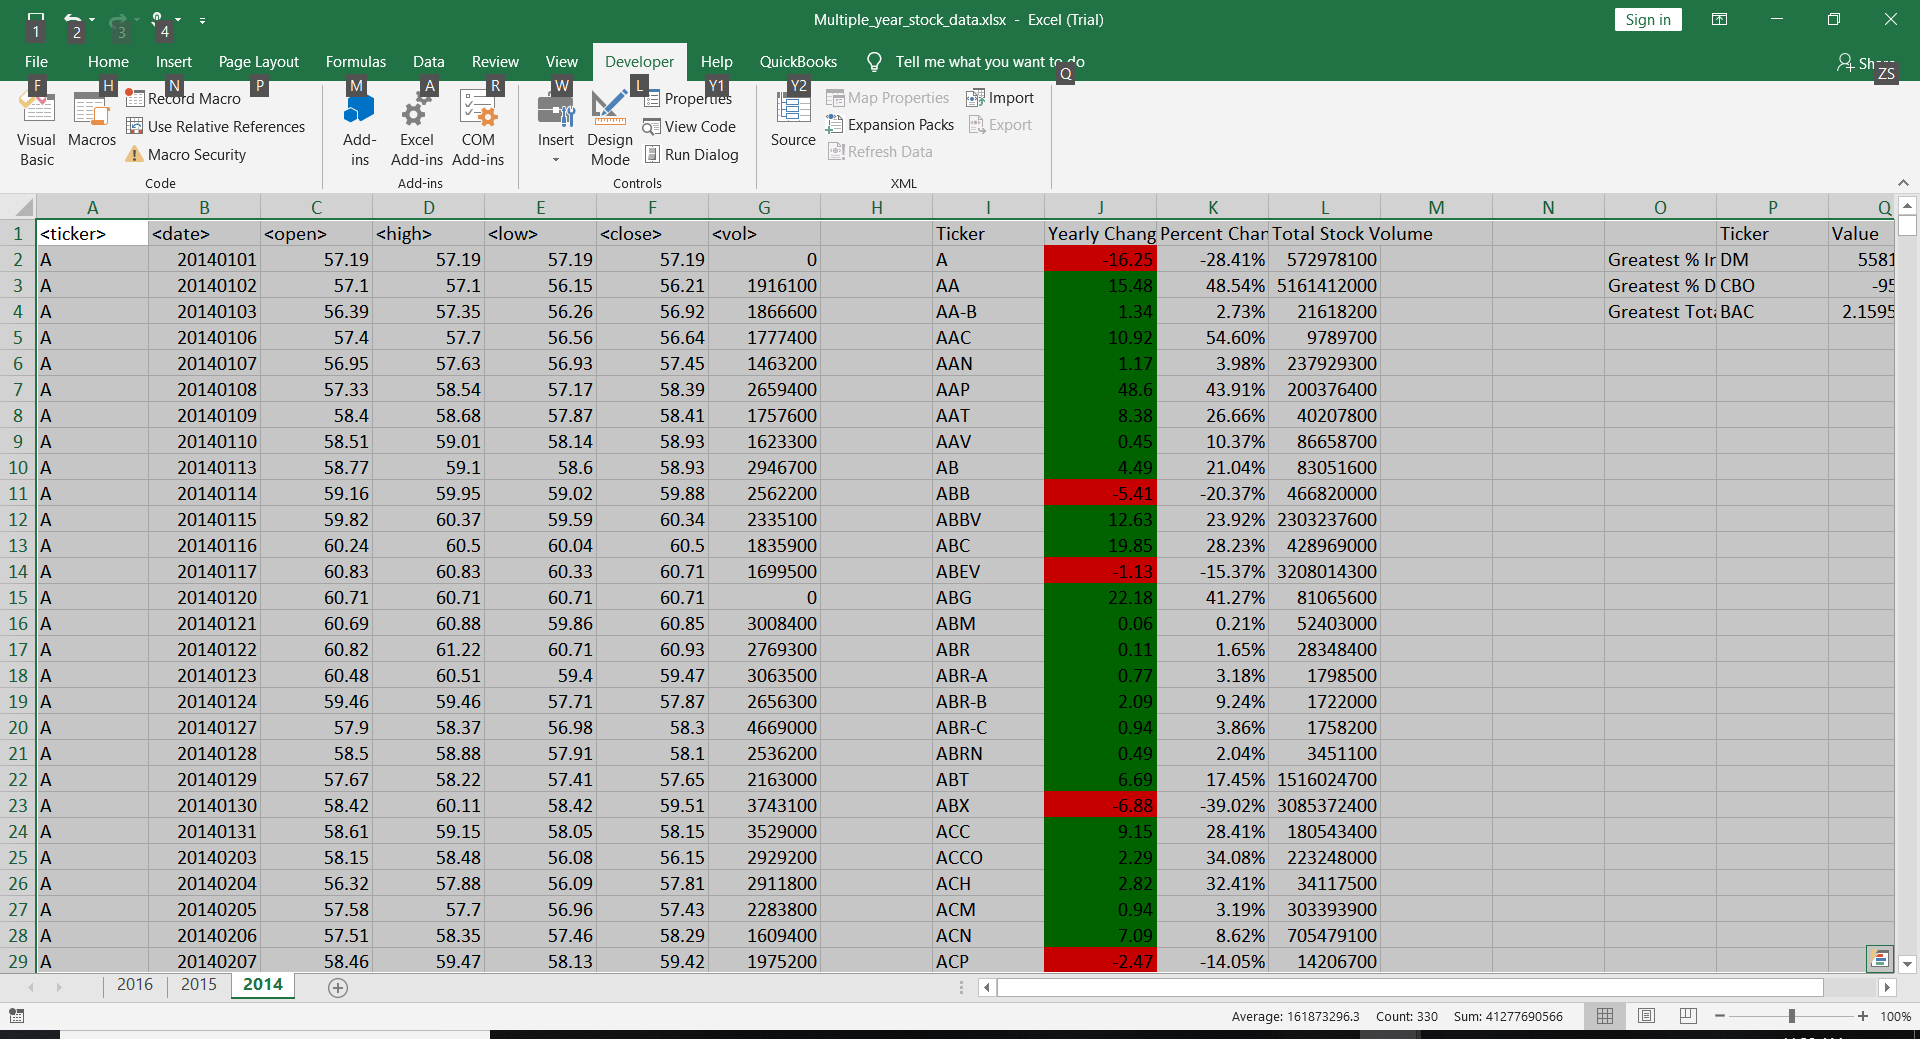 Multiple_year_stock_data.xlsx - Excel (Trial)
Sign in
1 2 3 4
File Home Insert Page Layout Formulas Data Review View Developer Help QuickBooks Tell me what you want to do
F H N P M A R W L Y1 Y2 Q ZS
Visual Basic
Macros
Record Macro
Use Relative References
Macro Security
Code
Add-ins
Excel Add-ins
COM Add-ins
Add-ins
Insert
Design Mode
Properties
View Code
Run Dialog
Controls
Source
Map Properties
Expansion Packs
Refresh Data
Import
Export
XML
A B C D E F G H I J K L M N O P Q
1 <ticker> <date> <open> <high> <low> <close> <vol> Ticker Yearly Chang Percent Chan Total Stock Volume Ticker Value
2 A 20140101 57.19 57.19 57.19 57.19 0 A -16.25 -28.41% 572978100 Greatest % In DM 5581
3 A 20140102 57.1 57.1 56.15 56.21 1916100 AA 15.48 48.54% 5161412000 Greatest % D CBO -95
4 A 20140103 56.39 57.35 56.26 56.92 1866600 AA-B 1.34 2.73% 21618200 Greatest Tota BAC 2.1595
5 A 20140106 57.4 57.7 56.56 56.64 1777400 AAC 10.92 54.60% 9789700
6 A 20140107 56.95 57.63 56.93 57.45 1463200 AAN 1.17 3.98% 237929300
7 A 20140108 57.33 58.54 57.17 58.39 2659400 AAP 48.6 43.91% 200376400
8 A 20140109 58.4 58.68 57.87 58.41 1757600 AAT 8.38 26.66% 40207800
9 A 20140110 58.51 59.01 58.14 58.93 1623300 AAV 0.45 10.37% 86658700
10 A 20140113 58.77 59.1 58.6 58.93 2946700 AB 4.49 21.04% 83051600
11 A 20140114 59.16 59.95 59.02 59.88 2562200 ABB -5.41 -20.37% 466820000
12 A 20140115 59.82 60.37 59.59 60.34 2335100 ABBV 12.63 23.92% 2303237600
13 A 20140116 60.24 60.5 60.04 60.5 1835900 ABC 19.85 28.23% 428969000
14 A 20140117 60.83 60.83 60.33 60.71 1699500 ABEV -1.13 -15.37% 3208014300
15 A 20140120 60.71 60.71 60.71 60.71 0 ABG 22.18 41.27% 81065600
16 A 20140121 60.69 60.88 59.86 60.85 3008400 ABM 0.06 0.21% 52403000
17 A 20140122 60.82 61.22 60.71 60.93 2769300 ABR 0.11 1.65% 28348400
18 A 20140123 60.48 60.51 59.4 59.47 3063500 ABR-A 0.77 3.18% 1798500
19 A 20140124 59.46 59.46 57.71 57.87 2656300 ABR-B 2.09 9.24% 1722000
20 A 20140127 57.9 58.37 56.98 58.3 4669000 ABR-C 0.94 3.86% 1758200
21 A 20140128 58.5 58.88 57.91 58.1 2536200 ABRN 0.49 2.04% 3451100
22 A 20140129 57.67 58.22 57.41 57.65 2163000 ABT 6.69 17.45% 1516024700
23 A 20140130 58.42 60.11 58.42 59.51 3743100 ABX -6.88 -39.02% 3085372400
24 A 20140131 58.61 59.15 58.05 58.15 3529000 ACC 9.15 28.41% 180543400
25 A 20140203 58.15 58.48 56.08 56.15 2929200 ACCO 2.29 34.08% 223248000
26 A 20140204 56.32 57.88 56.09 57.81 2911800 ACH 2.82 32.41% 34117500
27 A 20140205 57.58 57.7 56.96 57.43 2283800 ACM 0.94 3.19% 303393900
28 A 20140206 57.51 58.35 57.46 58.29 1609400 ACN 7.09 8.62% 705479100
29 A 20140207 58.46 59.47 58.13 59.42 1975200 ACP -2.47 -14.05% 14206700
2016 2015 2014
Average: 161873296.3 Count: 330 Sum: 41277690566 100%